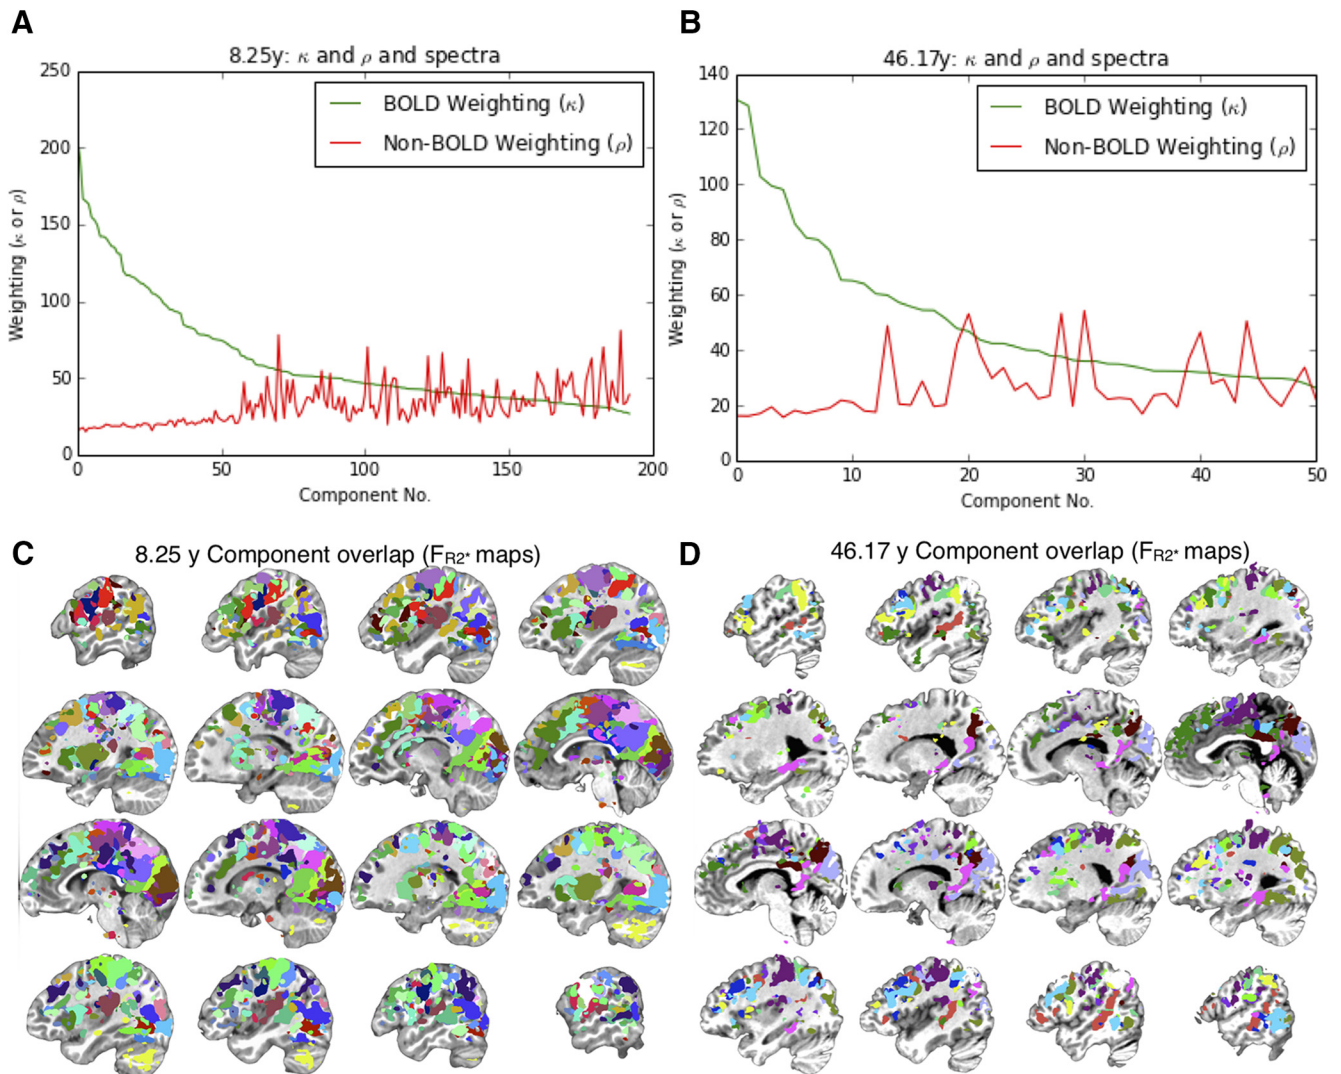 A
8.25y: κ and ρ and spectra
250
200
150
100
50
0
Weighting (κ or ρ)
BOLD Weighting (κ)
Non-BOLD Weighting (ρ)
0 50 100 150 200
Component No.
B
46.17y: κ and ρ and spectra
140
120
100
80
60
40
20
0
Weighting (κ or ρ)
BOLD Weighting (κ)
Non-BOLD Weighting (ρ)
0 10 20 30 40 50
Component No.
C
8.25 y Component overlap (FR2* maps)
D
46.17 y Component overlap (FR2* maps)